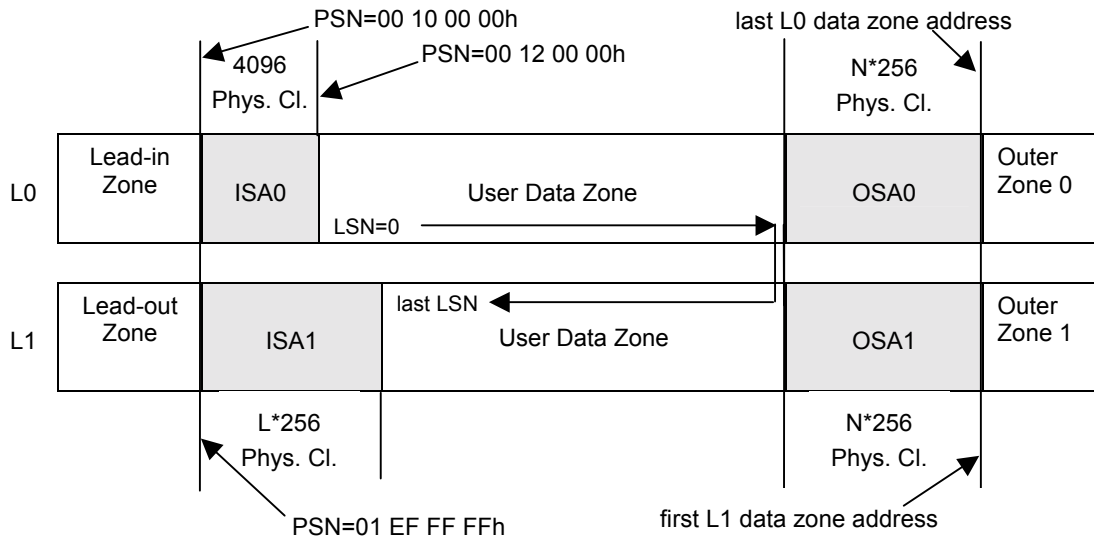 PSN=00 10 00 00h
last L0 data zone address
4096
Phys. Cl.
PSN=00 12 00 00h
N*256
Phys. Cl.
L0
Lead-in
Zone
ISA0
User Data Zone
OSA0
Outer
Zone 0
LSN=0
L1
Lead-out
Zone
ISA1
last LSN
User Data Zone
OSA1
Outer
Zone 1
L*256
Phys. Cl.
N*256
Phys. Cl.
PSN=01 EF FF FFh
first L1 data zone address